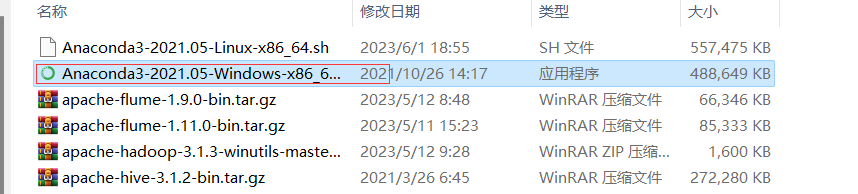 名称 修改日期 类型 大小
Anaconda3-2021.05-Linux-x86_64.sh 2023/6/1 18:55 SH 文件 557,475 KB
Anaconda3-2021.05-Windows-x86_6... 2021/10/26 14:17 应用程序 488,649 KB
apache-flume-1.9.0-bin.tar.gz 2023/5/12 8:48 WinRAR 压缩文件 66,346 KB
apache-flume-1.11.0-bin.tar.gz 2023/5/11 15:23 WinRAR 压缩文件 85,333 KB
apache-hadoop-3.1.3-winutils-maste... 2023/5/12 9:28 WinRAR ZIP 压缩... 1,600 KB
apache-hive-3.1.2-bin.tar.gz 2021/3/26 6:45 WinRAR 压缩文件 272,280 KB